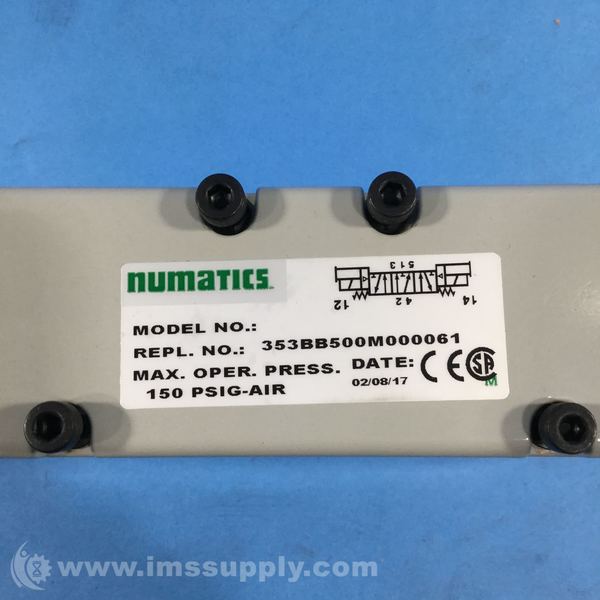 numatics
5 1 3
12
4 2
14
MODEL NO.:
REPL. NO.: 353BB500M000061
MAX. OPER. PRESS. DATE:
150 PSIG-AIR 02/08/17
CE
SA
M
www.imssupply.com